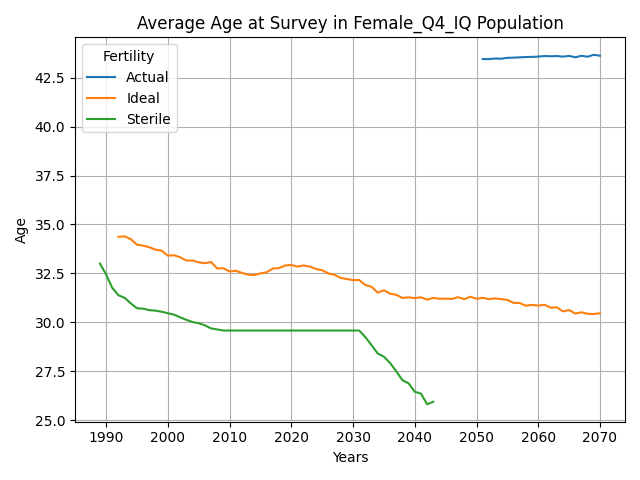 Average Age at Survey in Female_Q4_IQ Population
Fertility
Actual
Ideal
Sterile
42.5
40.0
37.5
35.0
32.5
30.0
27.5
25.0
Age
1990 2000 2010 2020 2030 2040 2050 2060 2070
Years